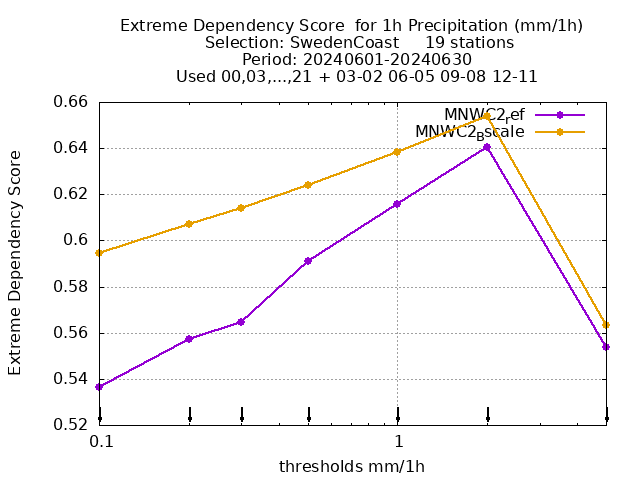 Extreme Dependency Score  for 1h Precipitation (mm/1h)
Selection: SwedenCoast     19 stations
Period: 20240601-20240630
Used 00,03,...,21 + 03-02 06-05 09-08 12-11
MNWC2ref
MNWC2Bscale
Extreme Dependency Score
0.66
0.64
0.62
0.6
0.58
0.56
0.54
0.52
0.1
1
thresholds mm/1h